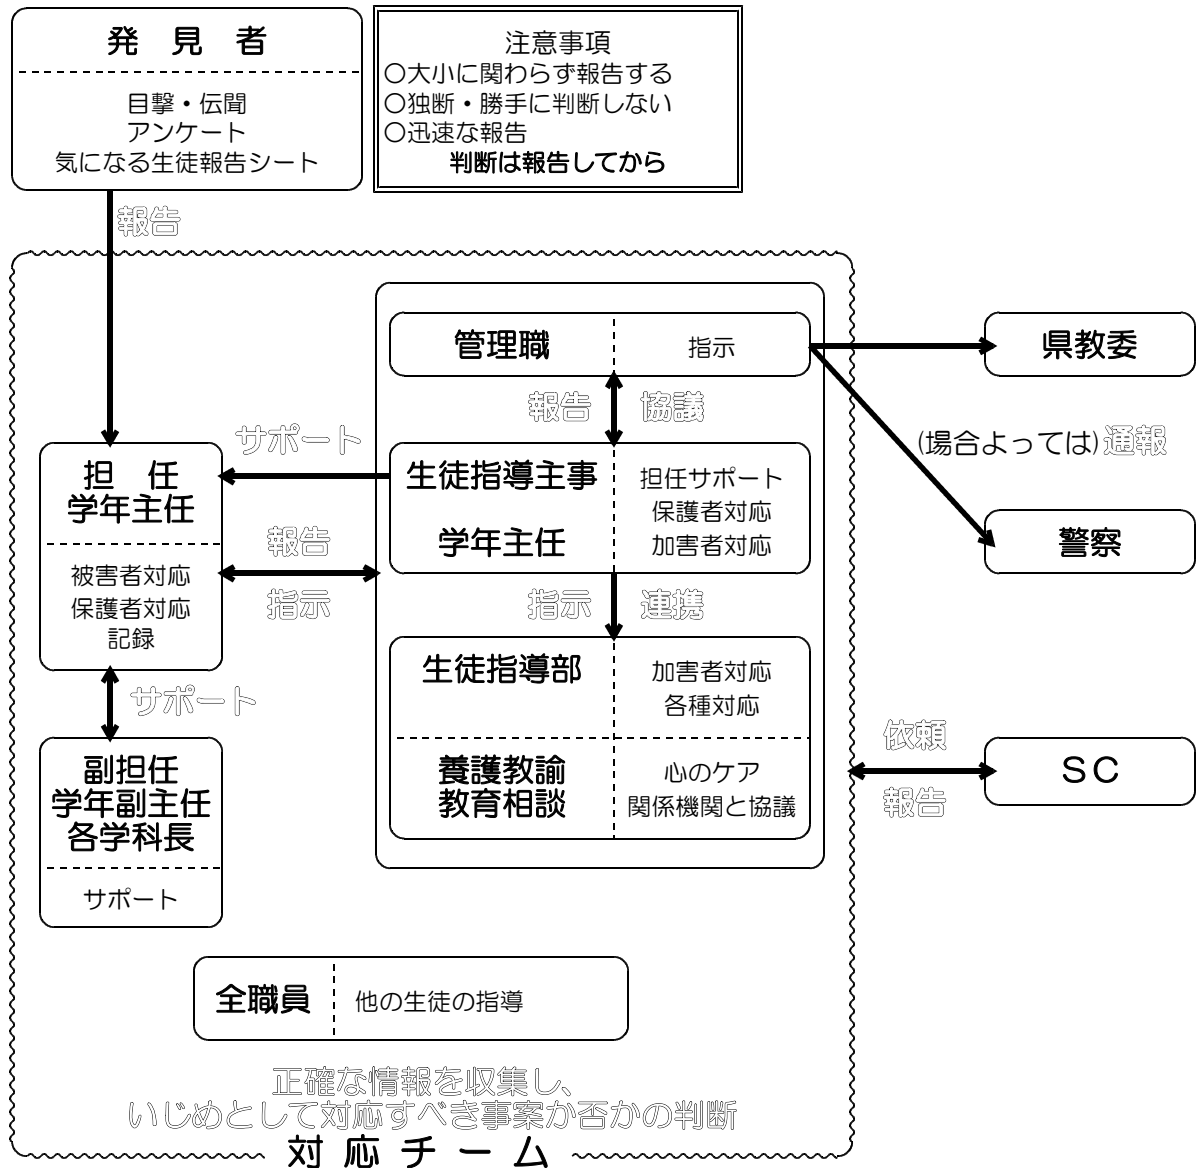 発　見　者
目撃・伝聞
アンケート
気になる生徒報告シート
注意事項
〇大小に関わらず報告する
〇独断・勝手に判断しない
〇迅速な報告
判断は報告してから
報告
管理職
指示
県教委
報告
協議
サポート
(場合よっては)通報
担　任
学年主任
被害者対応
保護者対応
記録
生徒指導主事
学年主任
担任サポート
保護者対応
加害者対応
警察
報告
指示
指示
連携
生徒指導部
加害者対応
各種対応
サポート
副担任
学年副主任
各学科長
サポート
養護教諭
教育相談
心のケア
関係機関と協議
依頼
報告
ＳＣ
全職員
他の生徒の指導
正確な情報を収集し、
いじめとして対応すべき事案か否かの判断
対応チーム